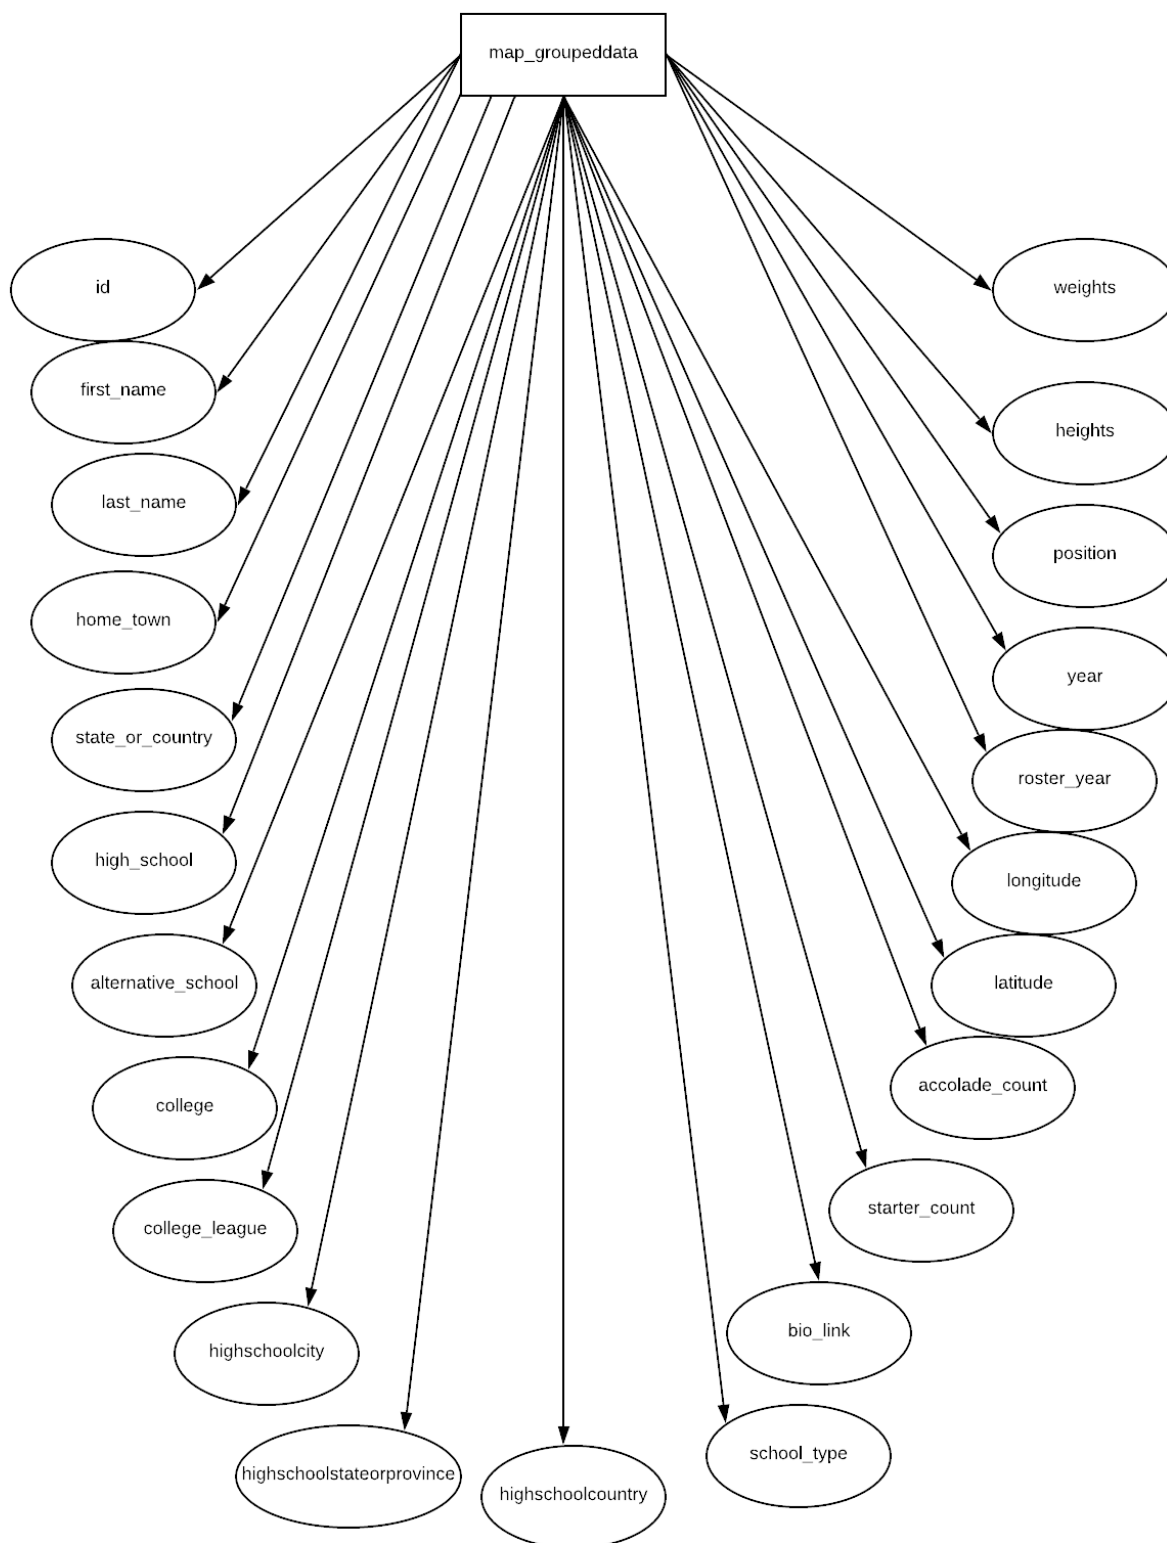 map_groupeddata
id
weights
first_name
heights
last_name
position
home_town
year
state_or_country
roster_year
high_school
longitude
alternative_school
latitude
college
accolade_count
college_league
starter_count
highschoolcity
bio_link
highschoolstateorprovince
highschoolcountry
school_type